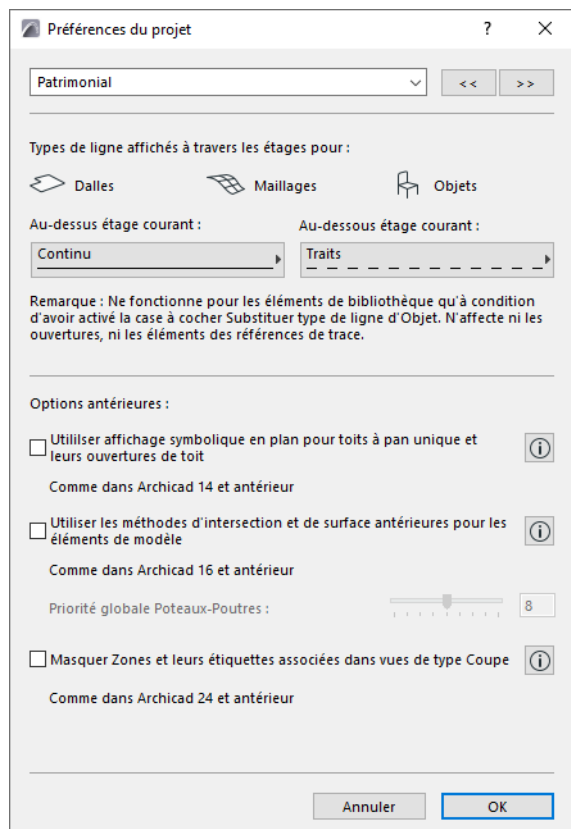 Préférences du projet
?
Patrimonial
<<
>>
Types de ligne affichés à travers les étages pour :
Dalles
Maillages
Objets
Au-dessus étage courant :
Au-dessous étage courant :
Continu
Traits
Remarque : Ne fonctionne pour les éléments de bibliothèque qu'à condition
d'avoir activé la case à cocher Substituer type de ligne d'Objet. N'affecte ni les
ouvertures, ni les éléments des références de trace.
Options antérieures :
Utililser affichage symbolique en plan pour toits à pan unique et
leurs ouvertures de toit
Comme dans Archicad 14 et antérieur
Utiliser les méthodes d'intersection et de surface antérieures pour les
éléments de modèle
Comme dans Archicad 16 et antérieur
Priorité globale Poteaux-Poutres :
8
Masquer Zones et leurs étiquettes associées dans vues de type Coupe
Comme dans Archicad 24 et antérieur
Annuler
OK